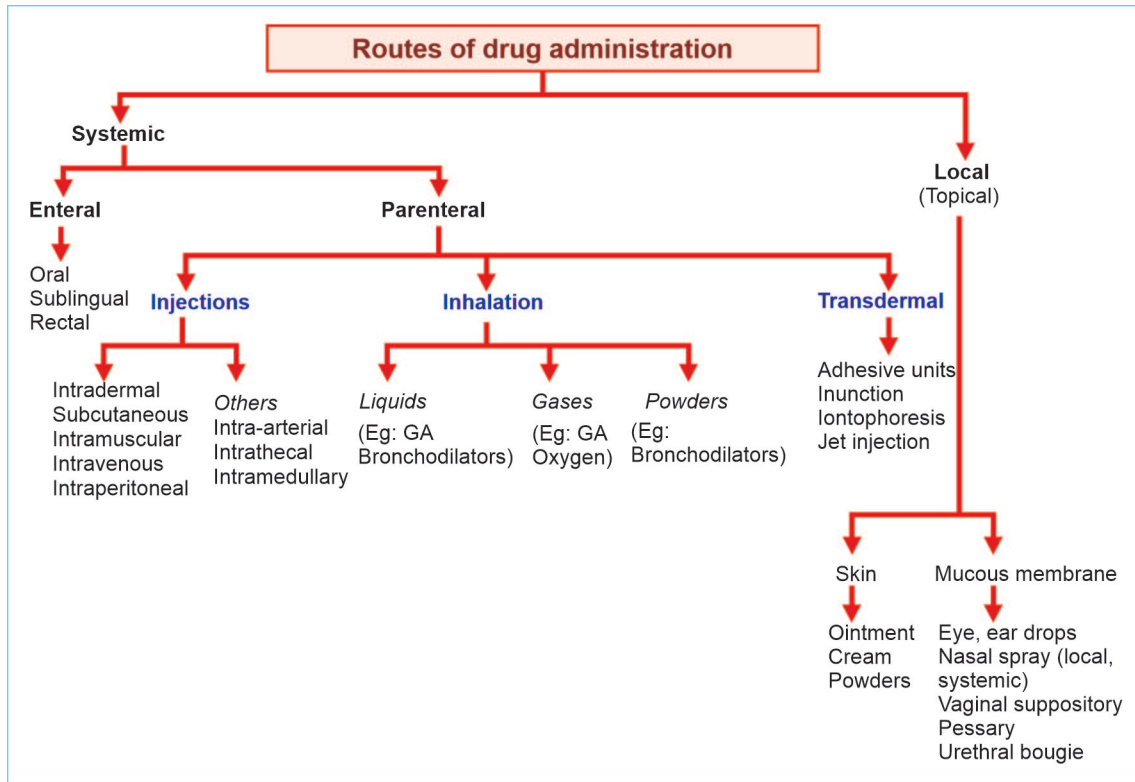 Routes of drug administration
Systemic
Local
(Topical)
Enteral
Parenteral
Oral
Sublingual
Rectal
Injections
Inhalation
Transdermal
Intradermal
Subcutaneous
Intramuscular
Intravenous
Intraperitoneal
Others
Intra-arterial
Intrathecal
Intramedullary
Liquids
(Eg: GA
Bronchodilators)
Gases
(Eg: GA
Oxygen)
Powders
(Eg:
Bronchodilators)
Adhesive units
Inunction
Iontophoresis
Jet injection
Skin
Mucous membrane
Ointment
Cream
Powders
Eye, ear drops
Nasal spray (local,
systemic)
Vaginal suppository
Pessary
Urethral bougie